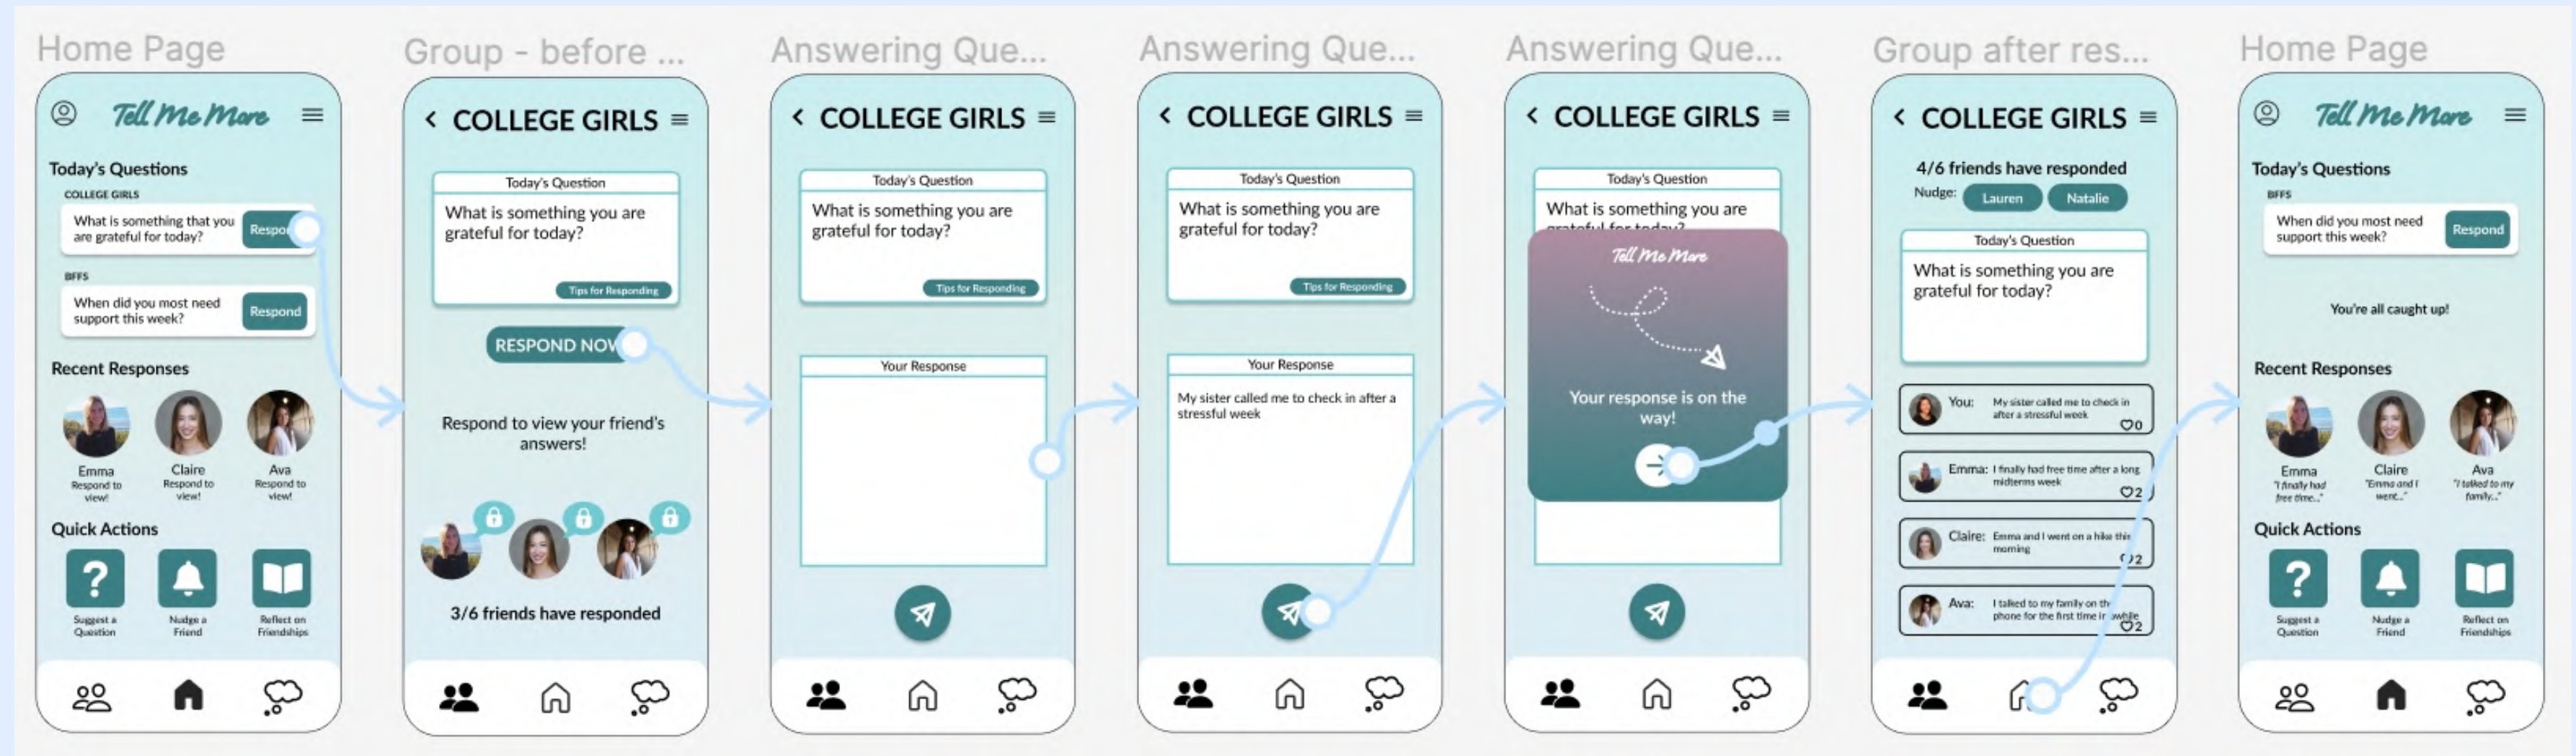 Home Page
Tell Me More
Today's Questions
COLLEGE GIRLS
What is something that you
are grateful for today?
BFFS
When did you most need
support this week?
Respond
Recent Responses
Emma
Respond to
view!
Claire
Respond to
view!
Ava
Respond to
view!
Quick Actions
Suggest a
Question
Nudge a
Friend
Reflect on
Friendships
Group - before ...
COLLEGE GIRLS
Today's Question
What is something you are
grateful for today?
Tips for Responding
RESPOND NOW
Respond to view your friend's
answers!
3/6 friends have responded
Answering Que...
COLLEGE GIRLS
Today's Question
What is something you are
grateful for today?
Tips for Responding
Your Response
Answering Que...
COLLEGE GIRLS
Today's Question
What is something you are
grateful for today?
Tips for Responding
Your Response
My sister called me to check in after a
stressful week
Answering Que...
COLLEGE GIRLS
Today's Question
What is something you are
grateful for today?
Tell Me More
Your response is on the
way!
Group after res...
COLLEGE GIRLS
4/6 friends have responded
Nudge:
Lauren
Natalie
Today's Question
What is something you are
grateful for today?
You:
My sister called me to check in
after a stressful week
0
Emma:
I finally had free time after a long
midterms week
2
Claire:
Emma and I went on a hike this
morning
2
Ava:
I talked to my family on the
phone for the first time in awhile
2
Home Page
Tell Me More
Today's Questions
BFFS
When did you most need
support this week?
Respond
You're all caught up!
Recent Responses
Emma
"I finally had
free time..."
Claire
"Emma and I
went..."
Ava
"I talked to my
family..."
Quick Actions
Suggest a
Question
Nudge a
Friend
Reflect on
Friendships